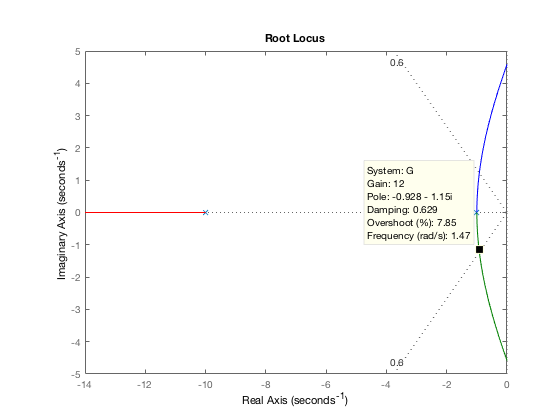 Root Locus
5
4
3
2
1
0
-1
-2
-3
-4
-5
Imaginary Axis (seconds-1)
0.6
System: G
Gain: 12
Pole: -0.928 - 1.15i
Damping: 0.629
Overshoot (%): 7.85
Frequency (rad/s): 1.47
0.6
-14
-12
-10
-8
-6
-4
-2
0
Real Axis (seconds-1)